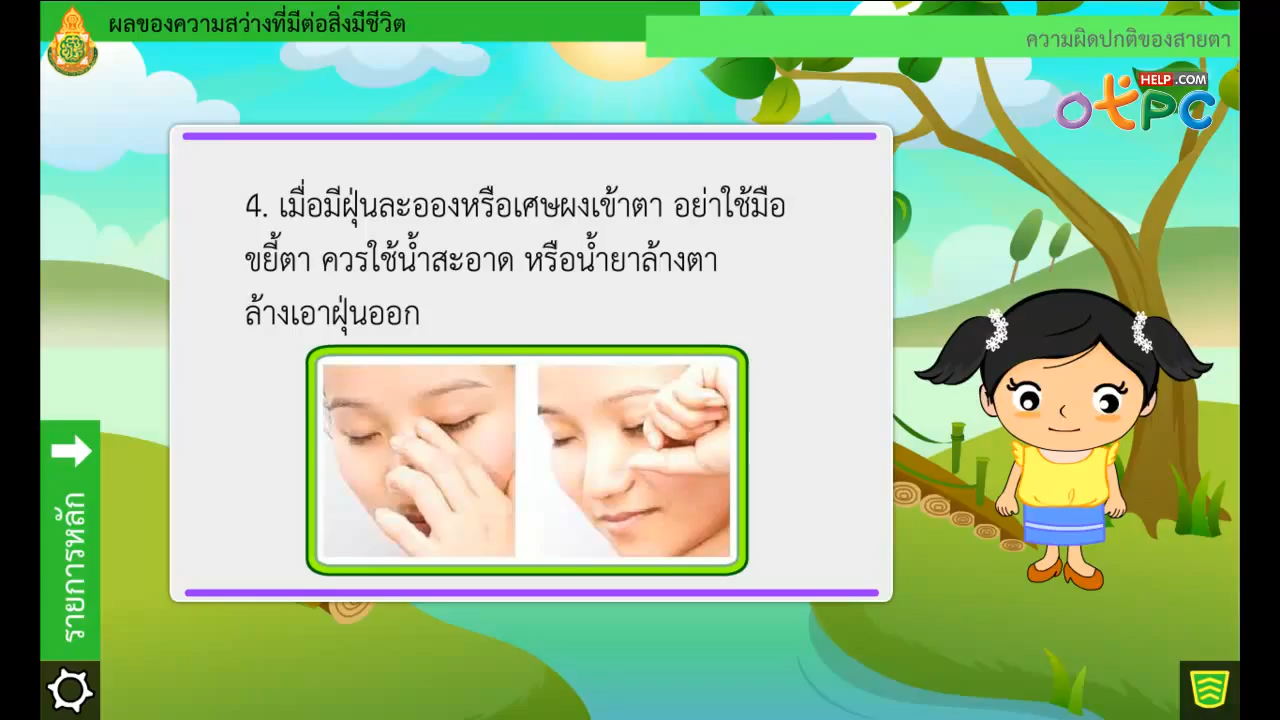 ผลของความสว่างที่มีต่อสิ่งมีชีวิต
ความผิดปกติของสายตา
HELP .COM
OTPC
4. เมื่อมีฝุ่นละอองหรือเศษผงเข้าตา อย่าใช้มือ
ขยี้ตา ควรใช้น้ำสะอาด หรือน้ำยาล้างตา
ล้างเอาฝุ่นออก
รายการหลัก